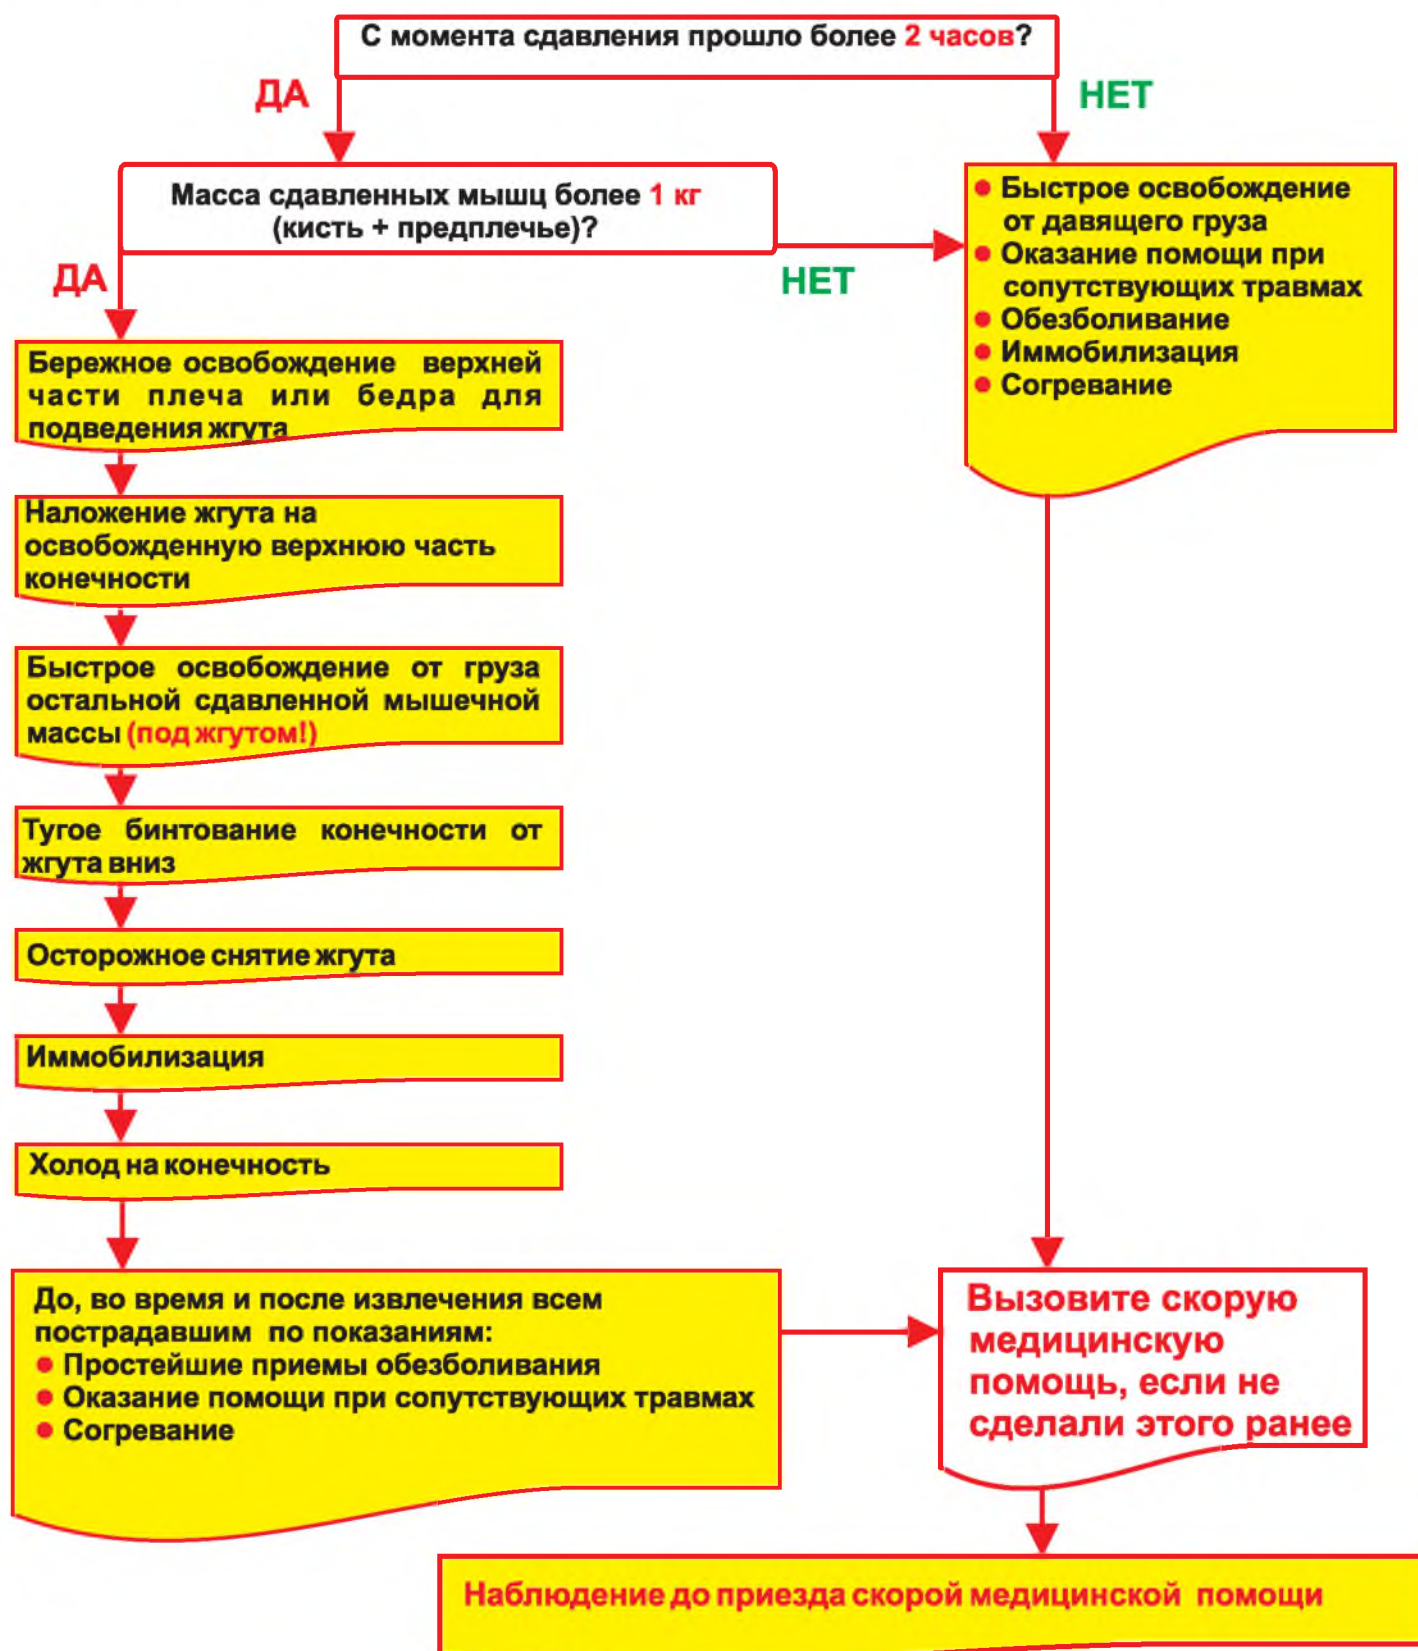 С момента сдавления прошло более 2 часов?
ДА
НЕТ
Масса сдавленных мышц более 1 кг
(кисть + предплечье)?
ДА
НЕТ
Быстрое освобождение
от давящего груза
Оказание помощи при
сопутствующих травмах
Обезболивание
Иммобилизация
Согревание
Бережное освобождение верхней
части плеча или бедра для
подведения жгута
Наложение жгута на
освобожденную верхнюю часть
конечности
Быстрое освобождение от груза
остальной сдавленной мышечной
массы (под жгутом!)
Тугое бинтование конечности от
жгута вниз
Осторожное снятие жгута
Иммобилизация
Холод на конечность
До, во время и после извлечения всем
пострадавшим по показаниям:
Простейшие приемы обезболивания
Оказание помощи при сопутствующих травмах
Согревание
Вызовите скорую
медицинскую
помощь, если не
сделали этого ранее
Наблюдение до приезда скорой медицинской помощи